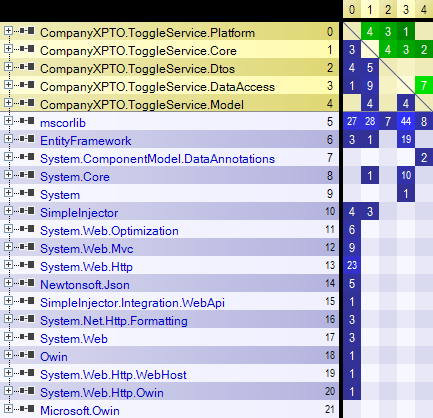 0 1 2 3 4
CompanyXPTO.ToggleService.Platform 0 4 3 1
CompanyXPTO.ToggleService.Core 1 3 4 3 2
CompanyXPTO.ToggleService.Dtos 2 4 5
CompanyXPTO.ToggleService.DataAccess 3 1 9 7
CompanyXPTO.ToggleService.Model 4 4 4
mscorlib 5 27 28 7 44 8
EntityFramework 6 3 1 19
System.ComponentModel.DataAnnotations 7 2
System.Core 8 1 10
System 9 1
SimpleInjector 10 4 3
System.Web.Optimization 11 6
System.Web.Mvc 12 9
System.Web.Http 13 23
Newtonsoft.Json 14 5
SimpleInjector.Integration.WebApi 15 1
System.Net.Http.Formatting 16 3
System.Web 17 3
Owin 18 1
System.Web.Http.WebHost 19 1
System.Web.Http.Owin 20 1
Microsoft.Owin 21